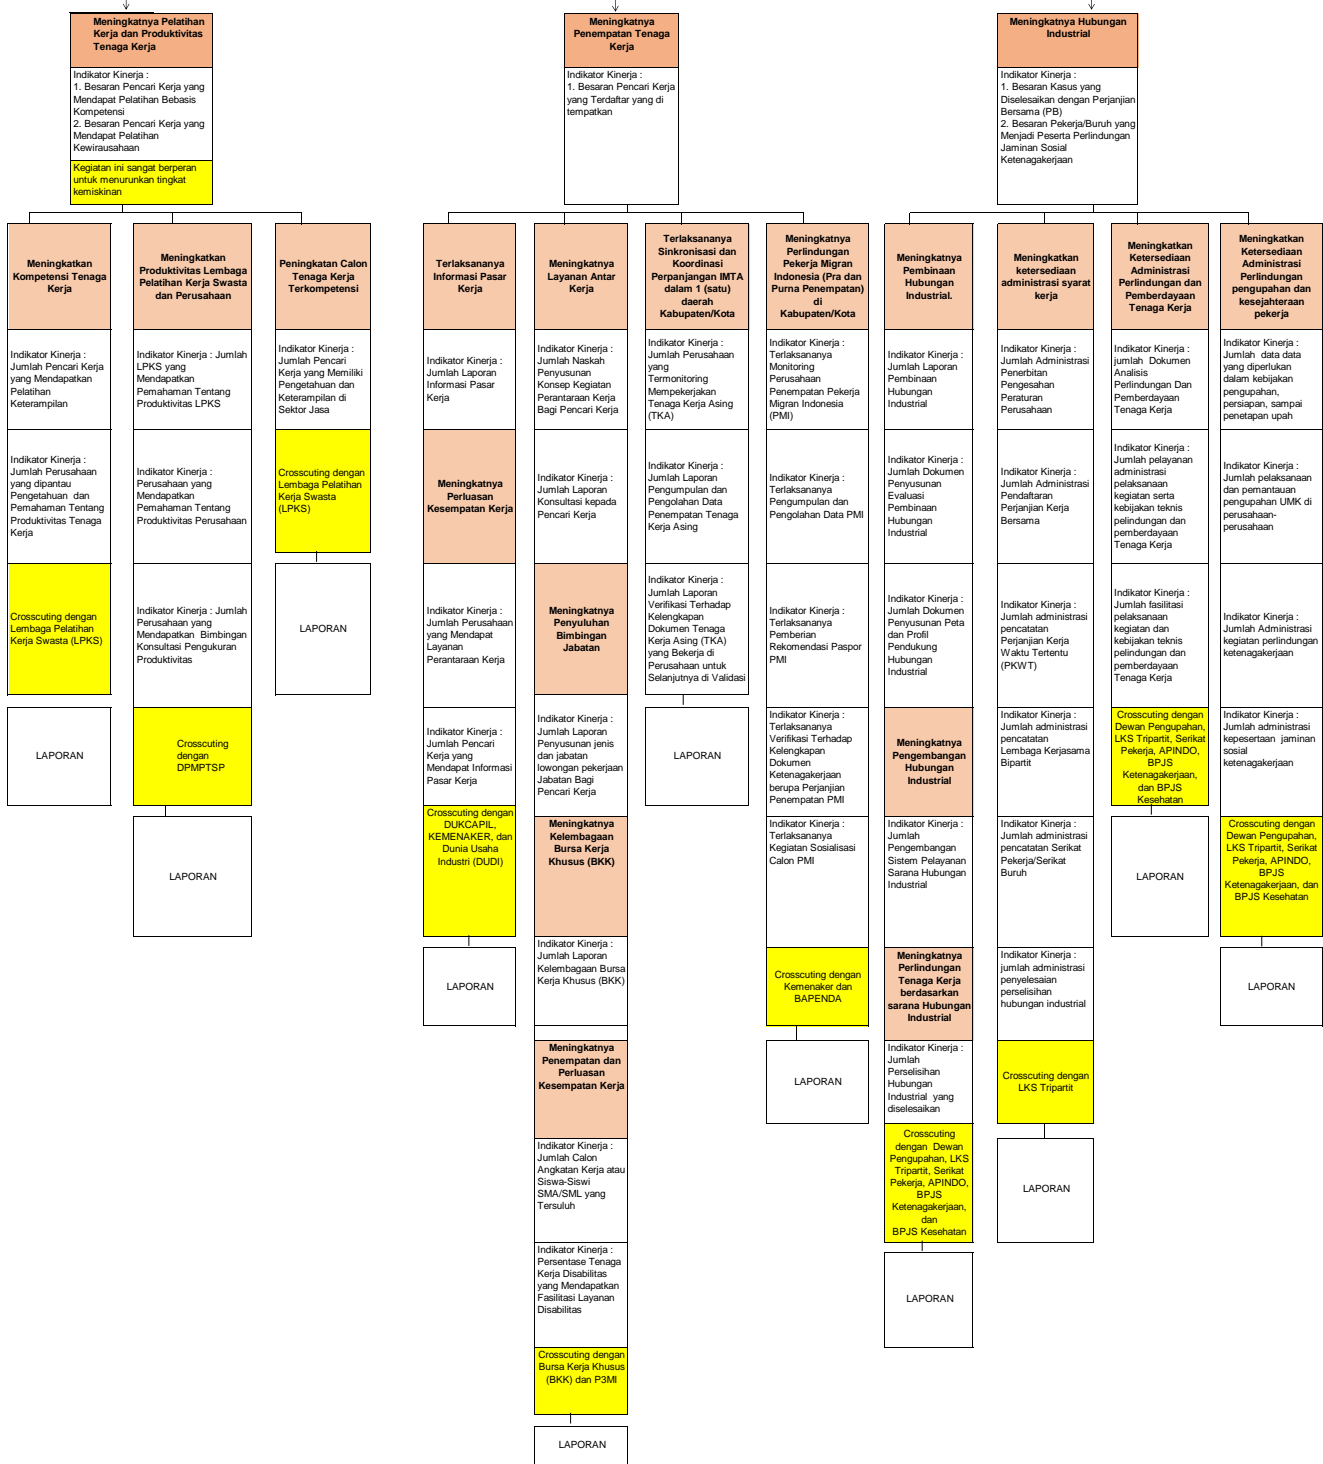 Meningkatnya Pelatihan
Kerja dan Produktivitas
Tenaga Kerja
Indikator Kinerja :
1. Besaran Pencari Kerja yang
Mendapat Pelatihan Bebasis
Kompetensi
2. Besaran Pencari Kerja yang
Mendapat Pelatihan
Kewirausahaan
Kegiatan ini sangat berperan
untuk menurunkan tingkat
kemiskinan
Meningkatnya
Penempatan Tenaga
Kerja
Indikator Kinerja :
1. Besaran Pencari Kerja
yang Terdaftar yang di
tempatkan
Meningkatnya Hubungan
Industrial
Indikator Kinerja :
1. Besaran Kasus yang
Diselesaikan dengan Perjanjian
Bersama (PB)
2. Besaran Pekerja/Buruh yang
Menjadi Peserta Perlindungan
Jaminan Sosial
Ketenagakerjaan
Meningkatkan
Kompetensi Tenaga
Kerja
Indikator Kinerja :
Jumlah Pencari Kerja
yang Mendapatkan
Pelatihan
Keterampilan
Indikator Kinerja :
Jumlah Perusahaan
yang dipantau
Pengetahuan dan
Pemahaman Tentang
Produktivitas Tenaga
Kerja
Crosscuting dengan
Lembaga Pelatihan
Kerja Swasta (LPKS)
LAPORAN
Meningkatkan
Produktivitas Lembaga
Pelatihan Kerja Swasta
dan Perusahaan
Indikator Kinerja : Jumlah
LPKS yang
Mendapatkan
Pemahaman Tentang
Produktivitas LPKS
Indikator Kinerja :
Perusahaan yang
Mendapatkan
Pemahaman Tentang
Produktivitas Perusahaan
Indikator Kinerja : Jumlah
Perusahaan yang
Mendapatkan Bimbingan
Konsultasi Pengukuran
Produktivitas
Crosscuting
dengan
DPMPTSP
LAPORAN
Peningkatan Calon
Tenaga Kerja
Terkompetensi
Indikator Kinerja :
Jumlah Pencari
Kerja yang Memiliki
Pengetahuan dan
Keterampilan di
Sektor Jasa
Crosscuting dengan
Lembaga Pelatihan
Kerja Swasta
(LPKS)
LAPORAN
Terlaksananya
Informasi Pasar
Kerja
Indikator Kinerja :
Jumlah Laporan
Informasi Pasar
Kerja
Meningkatnya
Perluasan
Kesempatan Kerja
Indikator Kinerja :
Jumlah Perusahaan
yang Mendapat
Layanan
Perantaraan Kerja
Indikator Kinerja :
Jumlah Pencari
Kerja yang
Mendapat Informasi
Pasar Kerja
Crosscuting dengan
DUKCAPIL,
KEMENAKER, dan
Dunia Usaha
Industri (DUDI)
LAPORAN
Meningkatnya
Layanan Antar
Kerja
Indikator Kinerja :
Jumlah Naskah
Penyusunan
Konsep Kegiatan
Perantaraan Kerja
Bagi Pencari Kerja
Indikator Kinerja :
Jumlah Laporan
Konsultasi kepada
Pencari Kerja
Meningkatnya
Penyuluhan
Bimbingan
Jabatan
Indikator Kinerja :
Jumlah Laporan
Penyusunan jenis
dan jabatan
lowongan pekerjaan
Jabatan Bagi
Pencari Kerja
Meningkatnya
Kelembagaan
Bursa Kerja
Khusus (BKK)
Indikator Kinerja :
Jumlah Laporan
Kelembagaan Bursa
Kerja Khusus (BKK)
Meningkatnya
Penempatan dan
Perluasan
Kesempatan Kerja
Indikator Kinerja :
Jumlah Calon
Angkatan Kerja atau
Siswa-Siswi
SMA/SML yang
Tersuluh
Indikator Kinerja :
Persentase Tenaga
Kerja Disabilitas
yang Mendapatkan
Fasilitasi Layanan
Disabilitas
Crosscuting dengan
Bursa Kerja Khusus
(BKK) dan P3MI
LAPORAN
Terlaksananya
Sinkronisasi dan
Koordinasi
Perpanjangan IMTA
dalam 1 (satu)
daerah
Kabupaten/Kota
Indikator Kinerja :
Jumlah Perusahaan
yang
Termonitoring
Mempekerjakan
Tenaga Kerja Asing
(TKA)
Indikator Kinerja :
Jumlah Laporan
Pengumpulan dan
Pengolahan Data
Penempatan Tenaga
Kerja Asing
Indikator Kinerja :
Jumlah Laporan
Verifikasi Terhadap
Kelengkapan
Dokumen Tenaga
Kerja Asing (TKA)
yang Bekerja di
Perusahaan untuk
Selanjutnya di Validasi
LAPORAN
Meningkatnya
Perlindungan
Pekerja Migran
Indonesia (Pra dan
Purna Penempatan)
di
Kabupaten/Kota
Indikator Kinerja :
Terlaksananya
Monitoring
Perusahaan
Penempatan Pekerja
Migran Indonesia
(PMI)
Indikator Kinerja :
Terlaksananya
Pengumpulan dan
Pengolahan Data PMI
Indikator Kinerja :
Terlaksananya
Pemberian
Rekomendasi Paspor
PMI
Indikator Kinerja :
Terlaksananya
Verifikasi Terhadap
Kelengkapan
Dokumen
Ketenagakerjaan
berupa Perjanjian
Penempatan PMI
Indikator Kinerja :
Terlaksananya
Kegiatan Sosialisasi
Calon PMI
Crosscuting dengan
Kemenaker dan
BAPENDA
LAPORAN
Meningkatnya
Pembinaan
Hubungan
Industrial.
Indikator Kinerja :
Jumlah Laporan
Pembinaan
Hubungan
Industrial
Indikator Kinerja :
Jumlah Dokumen
Penyusunan
Evaluasi
Pembinaan
Hubungan
Industrial
Indikator Kinerja :
Jumlah Dokumen
Penyusunan Peta
dan Profil
Pendukung
Hubungan
Industrial
Meningkatnya
Pengembangan
Hubungan
Industrial
Indikator Kinerja :
Jumlah
Pengembangan
Sistem Pelayanan
Sarana Hubungan
Industrial
Meningkatnya
Perlindungan
Tenaga Kerja
berdasarkan
sarana Hubungan
Industrial
Indikator Kinerja :
Jumlah
Perselisihan
Hubungan
Industrial yang
diselesaikan
Crosscuting
dengan Dewan
Pengupahan, LKS
Tripartit, Serikat
Pekerja, APINDO,
BPJS
Ketenagakerjaan,
dan
BPJS Kesehatan
LAPORAN
Meningkatkan
ketersediaan
administrasi syarat
kerja
Indikator Kinerja :
Jumlah Administrasi
Penerbitan
Pengesahan
Peraturan
Perusahaan
Indikator Kinerja :
Jumlah Administrasi
Pendaftaran
Perjanjian Kerja
Bersama
Indikator Kinerja :
Jumlah administrasi
pencatatan
Perjanjian Kerja
Waktu Tertentu
(PKWT)
Indikator Kinerja :
Jumlah administrasi
pencatatan
Lembaga Kerjasama
Bipartit
Indikator Kinerja :
Jumlah administrasi
pencatatan Serikat
Pekerja/Serikat
Buruh
Indikator Kinerja :
jumlah administrasi
penyelesaian
perselisihan
hubungan industrial
Crosscuting dengan
LKS Tripartit
LAPORAN
Meningkatkan
Ketersediaan
Administrasi
Perlindungan dan
Pemberdayaan
Tenaga Kerja
Indikator Kinerja :
jumlah Dokumen
Analisis
Perlindungan Dan
Pemberdayaan
Tenaga Kerja
Indikator Kinerja :
Jumlah pelayanan
administrasi
pelaksanaan
kegiatan serta
kebijakan teknis
pelindungan dan
pemberdayaan
Tenaga Kerja
Indikator Kinerja :
Jumlah fasilitasi
pelaksanaan
kegiatan dan
kebijakan teknis
pelindungan dan
pemberdayaan
Tenaga Kerja
Crosscuting dengan
Dewan Pengupahan,
LKS Tripartit, Serikat
Pekerja, APINDO,
BPJS
Ketenagakerjaan,
dan BPJS
Kesehatan
LAPORAN
Meningkatkan
Ketersediaan
Administrasi
Perlindungan
pengupahan dan
kesejahteraan
pekerja
Indikator Kinerja :
Jumlah data data
yang diperlukan
dalam kebijakan
pengupahan,
persiapan, sampai
penetapan upah
Indikator Kinerja :
Jumlah pelaksanaan
dan pemantauan
pengupatan UMK di
perusahaan-
perusahaan
Indikator Kinerja :
Jumlah Administrasi
kegiatan perlindungan
ketenagakerjaan
Indikator Kinerja :
Jumlah administrasi
kepesertaan jaminan
sosial
ketenagakerjaan
Crosscuting dengan
Dewan Pengupahan,
LKS Tripartit, Serikat
Pekerja, APINDO,
BPJS
Ketenagakerjaan, dan
BPJS Kesehatan
LAPORAN